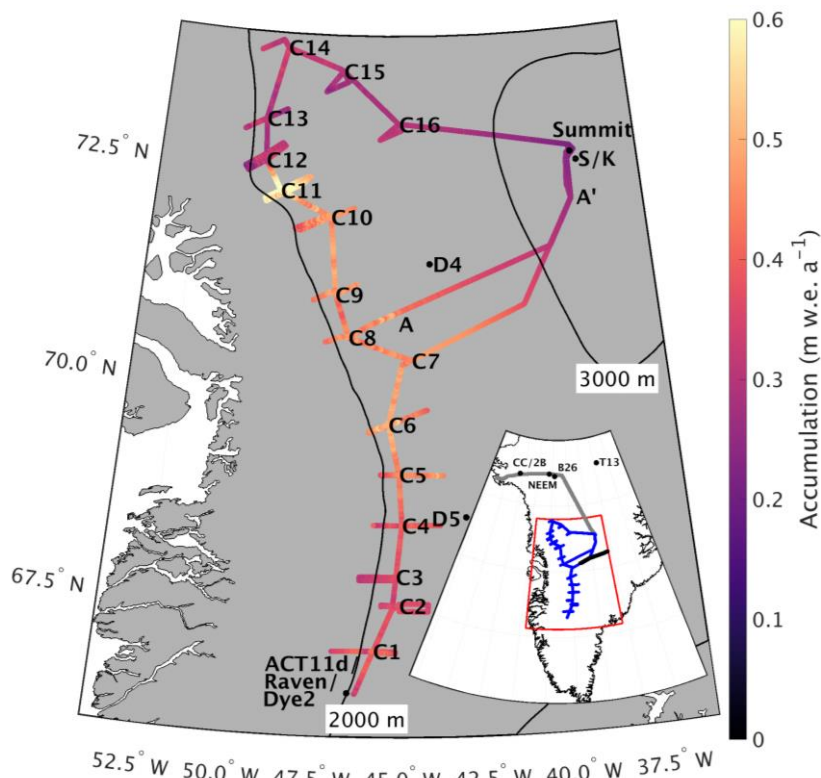 0.6
C14
C15
C13
C16
Summit
S/K
72.5° N
C12
C11
A'
0.5
C10
D4
C9
A
C8
C7
0.4
70.0° N
3000 m
C6
CC/2B
B26
T13
NEEM
C5
0.3
D5
C4
C3
C2
0.2
67.5° N
C1
ACT11d/
Raven/
Dye2
2000 m
0.1
0
Accumulation (m w.e. a⁻¹)
52.5° W
50.0° W
47.5° W
45.0° W
42.5° W
40.0° W
37.5° W